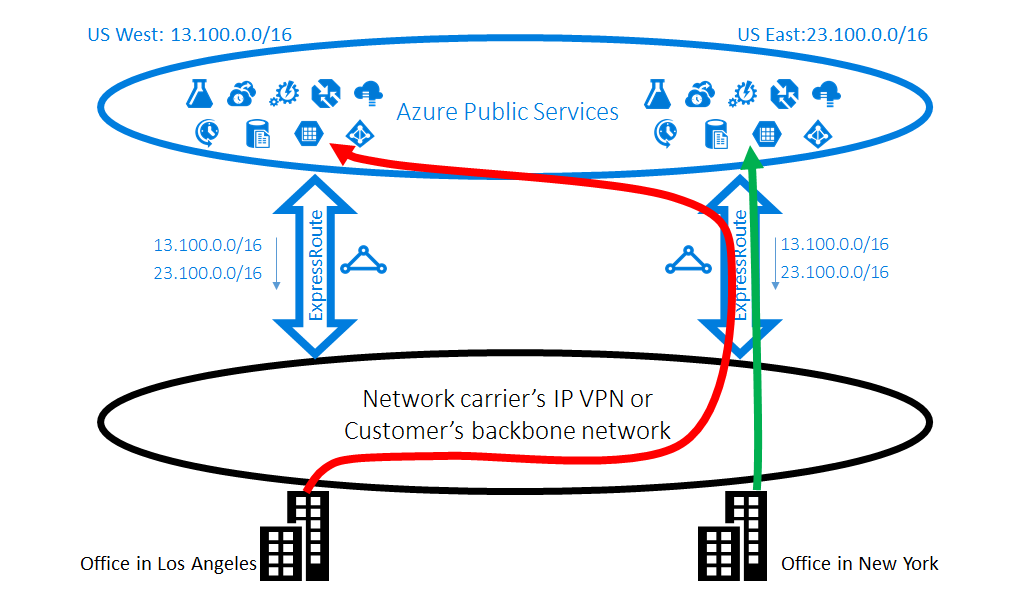 US West: 13.100.0.0/16
US East:23.100.0.0/16
Azure Public Services
13.100.0.0/16
23.100.0.0/16
ExpressRoute
ExpressRoute
13.100.0.0/16
23.100.0.0/16
Network carrier's IP VPN or
Customer's backbone network
Office in Los Angeles
Office in New York